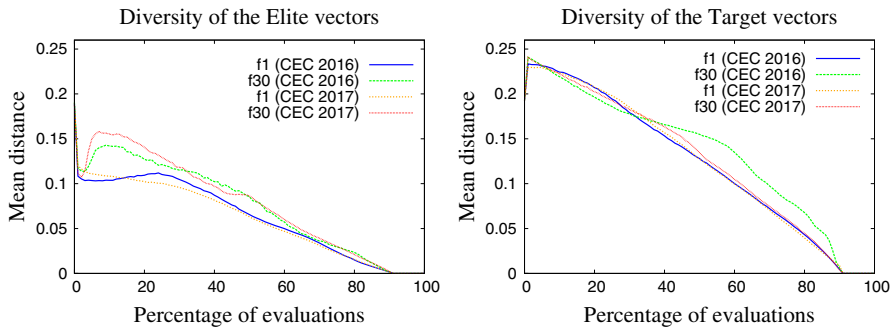 Diversity of the Elite vectors
Mean distance
0.25
0.2
0.15
0.1
0.05
0
f1 (CEC 2016)
f30 (CEC 2016)
f1 (CEC 2017)
f30 (CEC 2017)
0 20 40 60 80 100
Percentage of evaluations
Diversity of the Target vectors
Mean distance
0.25
0.2
0.15
0.1
0.05
0
f1 (CEC 2016)
f30 (CEC 2016)
f1 (CEC 2017)
f30 (CEC 2017)
0 20 40 60 80 100
Percentage of evaluations